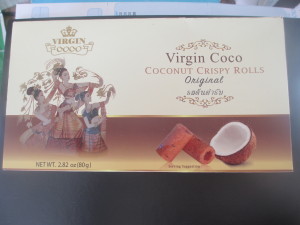 VIRGIN
COCO
Virgin Coco
COCONUT CRISPY ROLLS
Original
NET WT. 2.82 oz (80g)